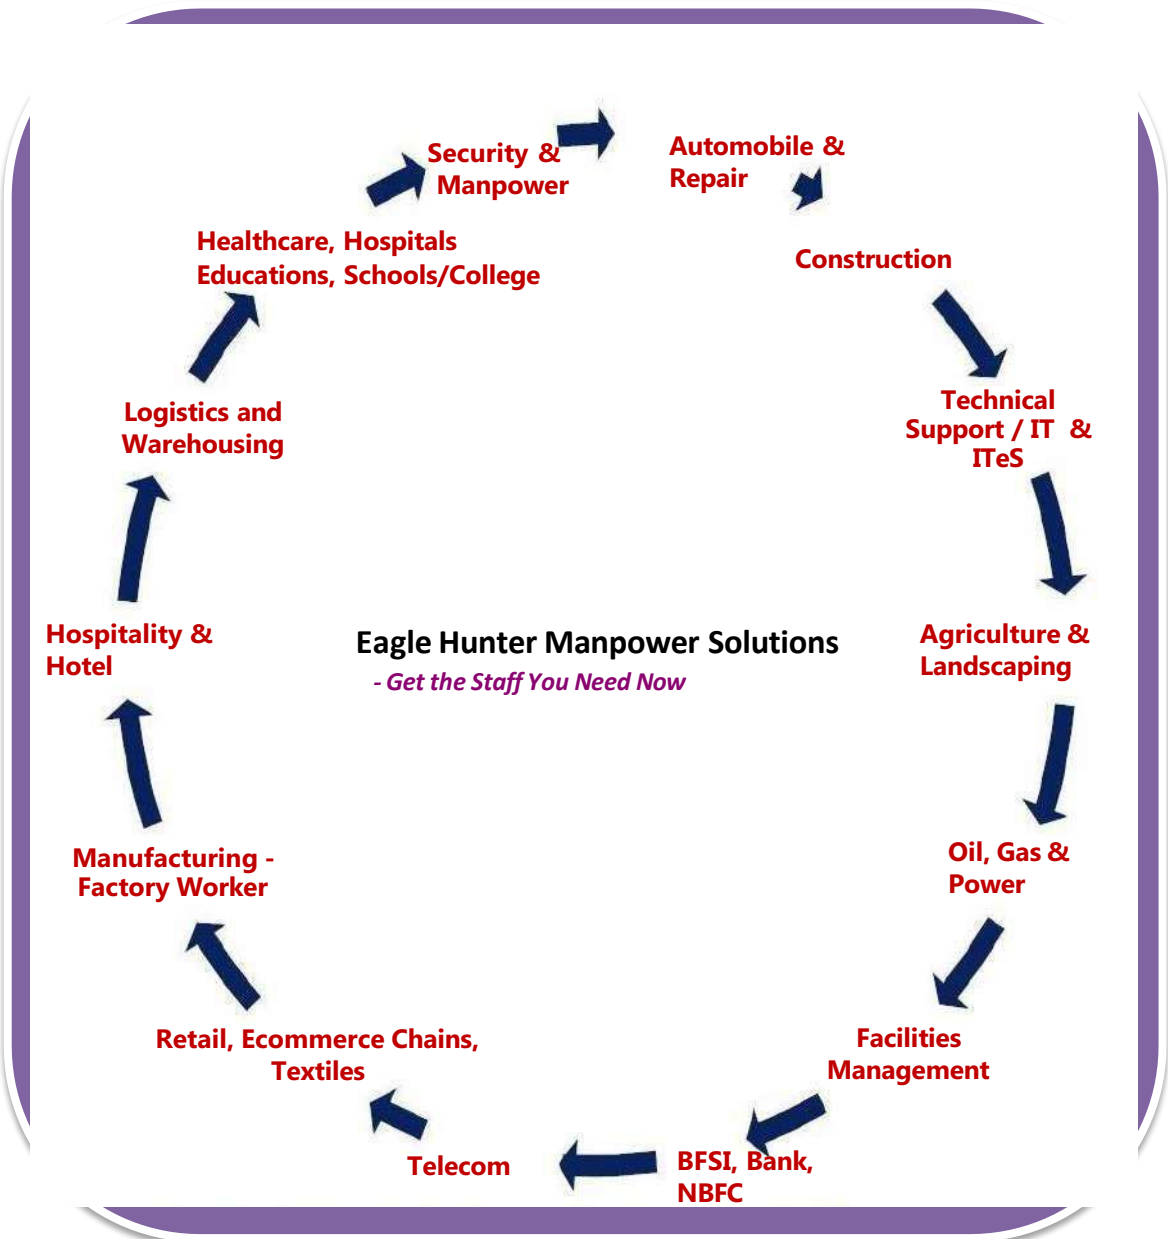 Security &
Manpower
Automobile &
Repair
Healthcare, Hospitals
Educations, Schools/College
Construction
Logistics and
Warehousing
Technical
Support / IT &
ITeS
Hospitality &
Hotel
Eagle Hunter Manpower Solutions
- Get the Staff You Need Now
Agriculture &
Landscaping
Manufacturing -
Factory Worker
Oil, Gas &
Power
Retail, Ecommerce Chains,
Textiles
Facilities
Management
Telecom
BFSI, Bank,
NBFC